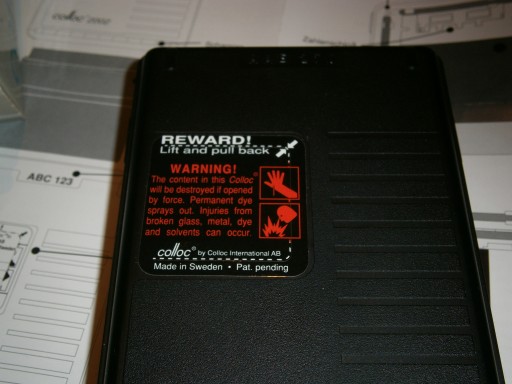 colloc 2000
ABC 123
REWARD!
Lift and pull back
WARNING!
The content in this Colloc®
will be destroyed if opened
by force. Permanent dye
sprays out. Injuries from
broken glass, metal, dye
and solvents can occur.
colloc® by Colloc International AB
Made in Sweden • Pat. pending